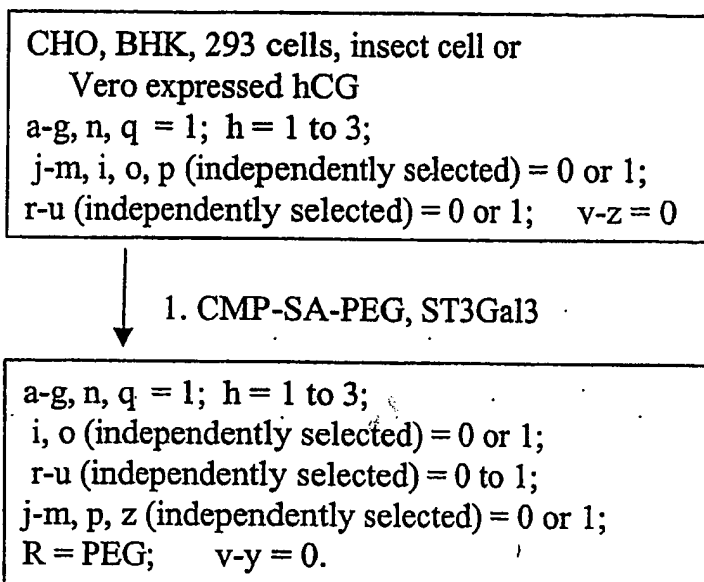 CHO, BHK, 293 cells, insect cell or
Vero expressed hCG
a-g, n, q = 1; h = 1 to 3;
j-m, i, o, p (independently selected) = 0 or 1;
r-u (independently selected) = 0 or 1; v-z = 0
1. CMP-SA-PEG, ST3Gal3
a-g, n, q = 1; h = 1 to 3;
i, o (independently selected) = 0 or 1;
r-u (independently selected) = 0 to 1;
j-m, p, z (independently selected) = 0 or 1;
R = PEG; v-y = 0.